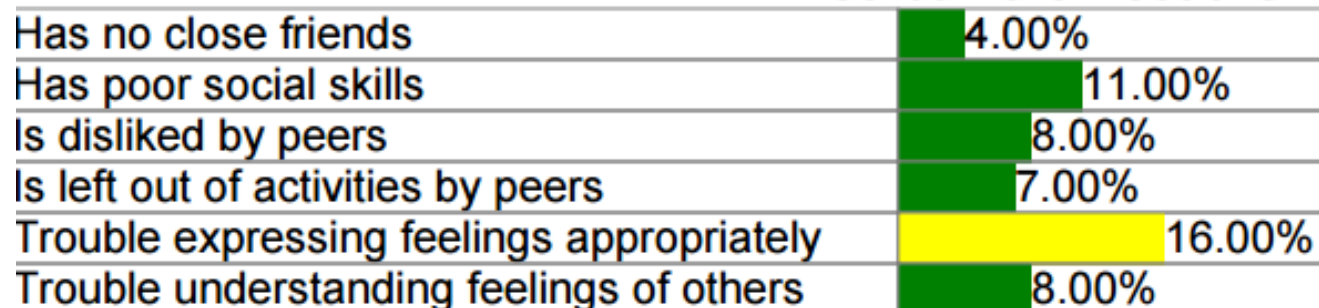 Has no close friends 4.00%
Has poor social skills 11.00%
Is disliked by peers 8.00%
Is left out of activities by peers 7.00%
Trouble expressing feelings appropriately 16.00%
Trouble understanding feelings of others 8.00%